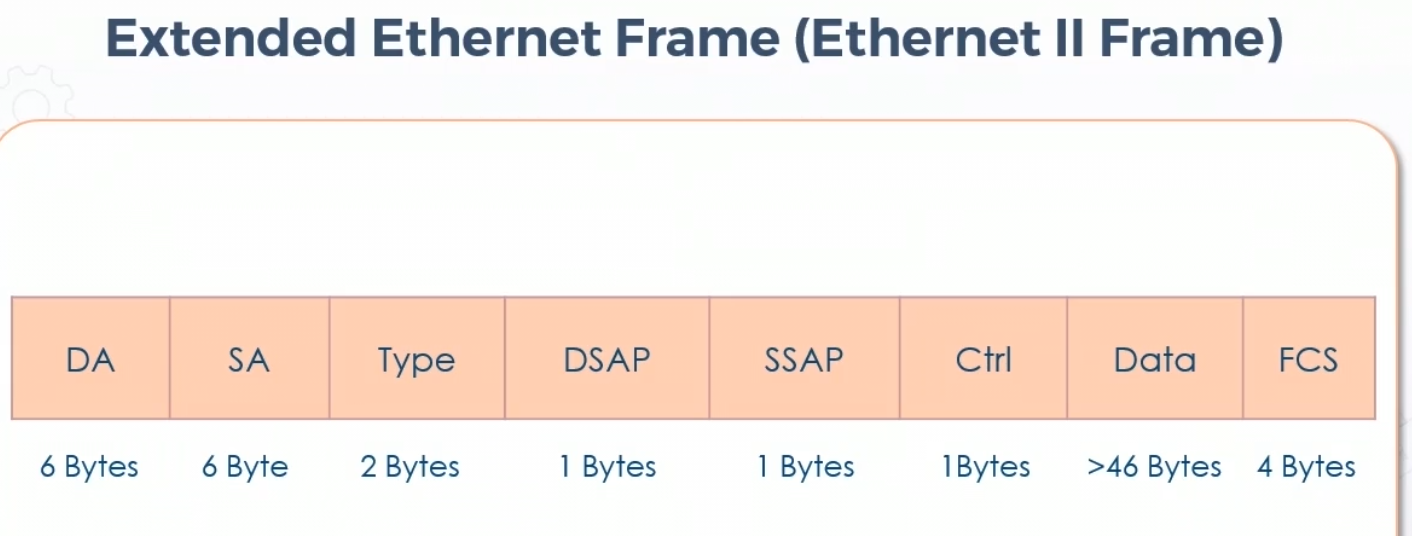 Extended Ethernet Frame (Ethernet II Frame)
DA SA Type DSAP SSAP Ctrl Data FCS
6 Bytes 6 Byte 2 Bytes 1 Bytes 1 Bytes 1Bytes >46 Bytes 4 Bytes